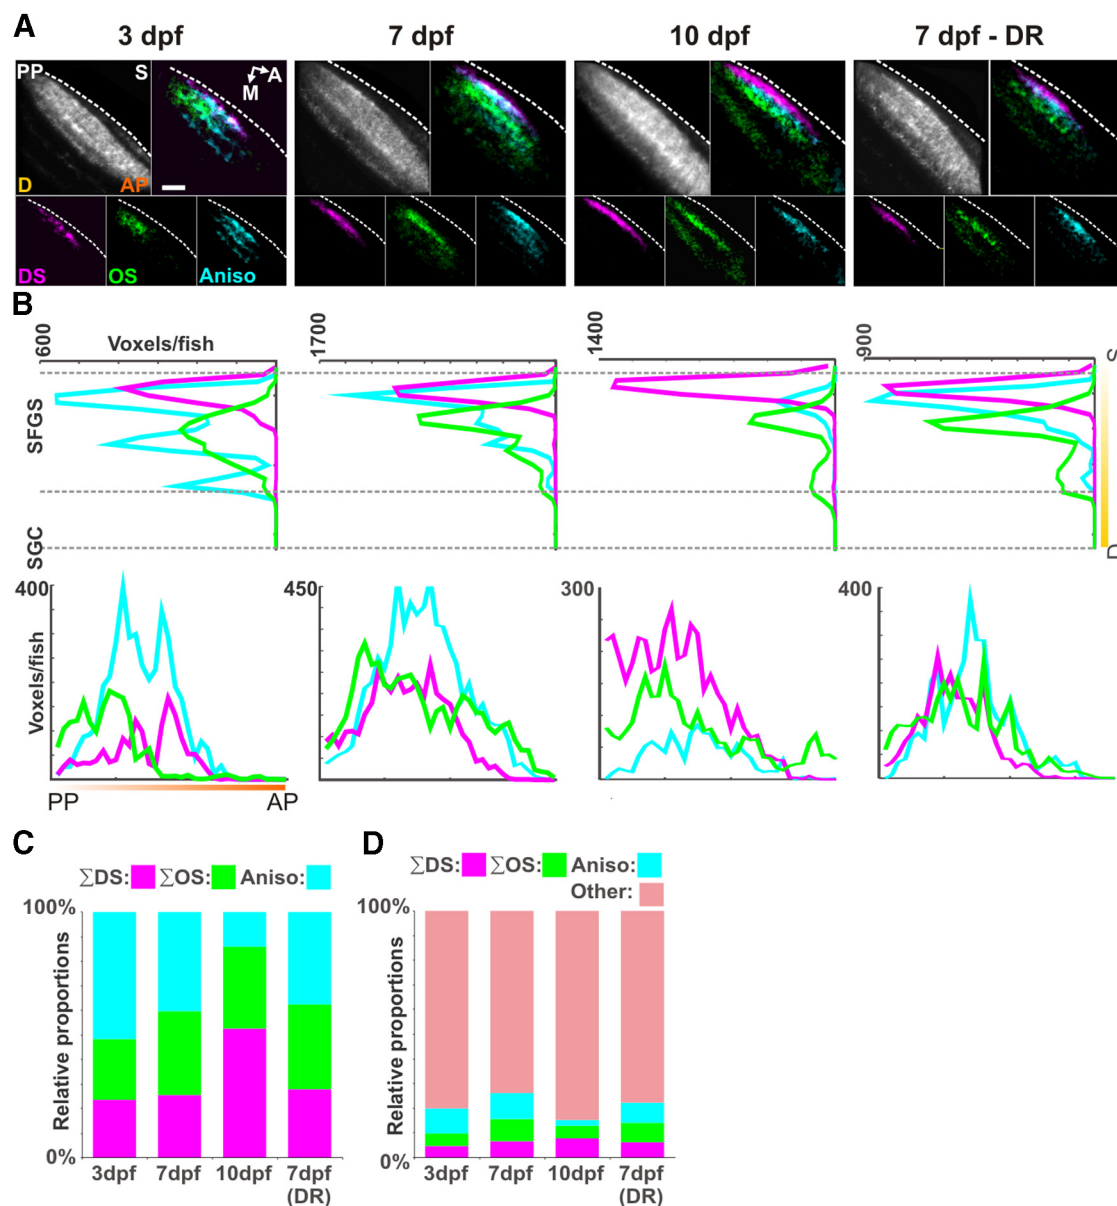 A
3 dpf
7 dpf
10 dpf
7 dpf - DR
PP
S
A
M
D
AP
DS
OS
Aniso
B
600
Voxels/fish
1700
1400
900
S
SFGS
SGC
D
400
450
300
400
Voxels/fish
PP
AP
C
∑DS:
∑OS:
Aniso:
100%
Relative proportions
0%
3dpf
7dpf
10dpf
7dpf
(DR)
D
∑DS:
∑OS:
Aniso:
Other:
100%
Relative proportions
0%
3dpf
7dpf
10dpf
7dpf
(DR)